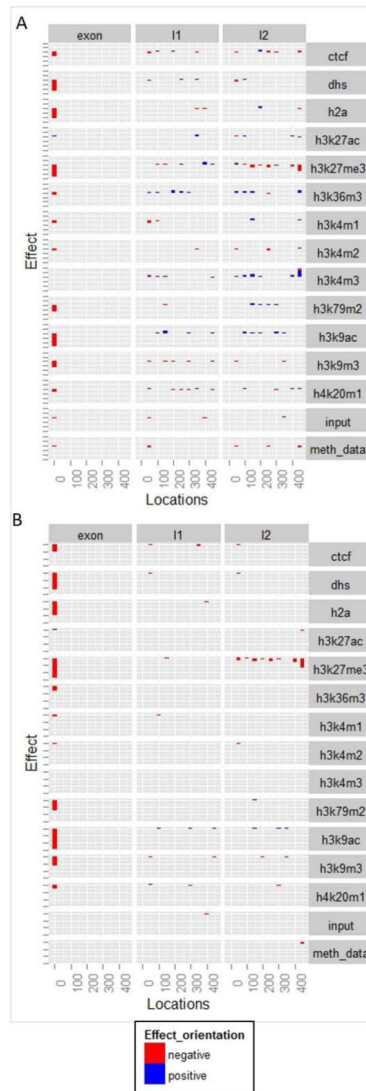 A
exon I1 I2
ctcf
dhs
h2a
h3k27ac
h3k27me3
h3k36m3
h3k4m1
h3k4m2
h3k4m3
h3k79m2
h3k9ac
h3k9m3
h4k20m1
input
meth_data
Effect
0 100 200 300 400 0 100 200 300 400 0 100 200 300 400
Locations
B
exon I1 I2
ctcf
dhs
h2a
h3k27ac
h3k27me3
h3k36m3
h3k4m1
h3k4m2
h3k4m3
h3k79m2
h3k9ac
h3k9m3
h4k20m1
input
meth_data
Effect
0 100 200 300 400 0 100 200 300 400 0 100 200 300 400
Locations
Effect_orientation
negative
positive